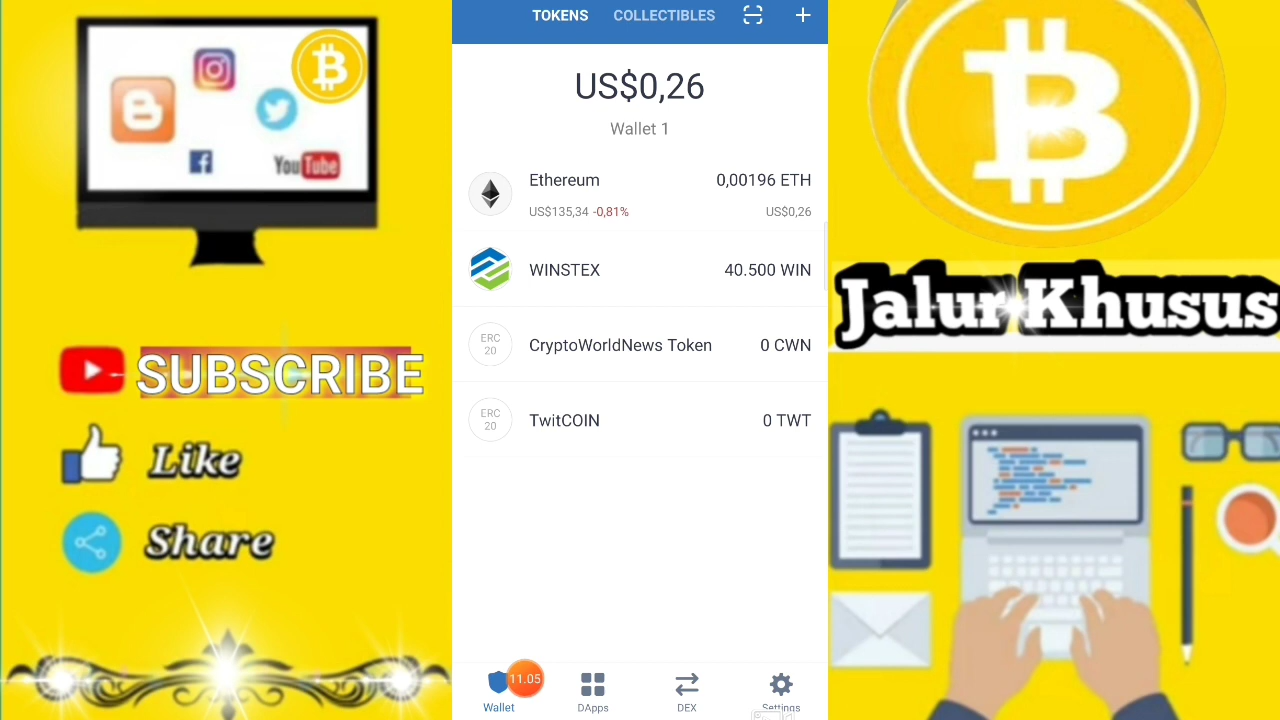 YouTube
SUBSCRIBE
Like
Share
TOKENS COLLECTIBLES
US$0,26
Wallet 1
Ethereum 0,00196 ETH
US$135,34 -0,81% US$0,26
WINSTEX 40.500 WIN
ERC
20
CryptoWorldNews Token 0 CWN
ERC
20
TwitCOIN 0 TWT
11.05
Wallet DApps DEX Settings
Jalur Khusus